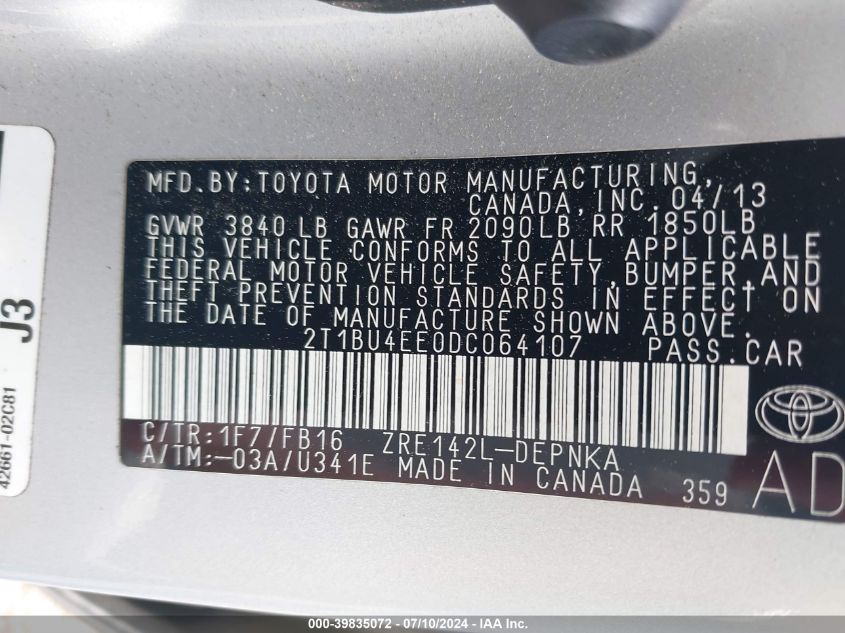 MFD.BY:TOYOTA MOTOR MANUFACTURING,
CANADA, INC. 04/13
GVWR 3840LB GAWR FR 2090LB RR 1850LB
THIS VEHICLE CONFORMS TO ALL APPLICABLE
FEDERAL MOTOR VEHICLE SAFETY,BUMPER,AND
THEFT PREVENTION STANDARDS IN EFFECT ON
THE DATE OF MANUFACTURE SHOWN ABOVE.
2T1BU4EE0DC064107 PASS.CAR
C/TR:1F7/FB16 ZRE142L-DEPNKA
A/TM:-03A/U341E MADE IN CANADA 359
AD
J3
42661-02C81
000-39835072 - 07/10/2024 - IAA Inc.